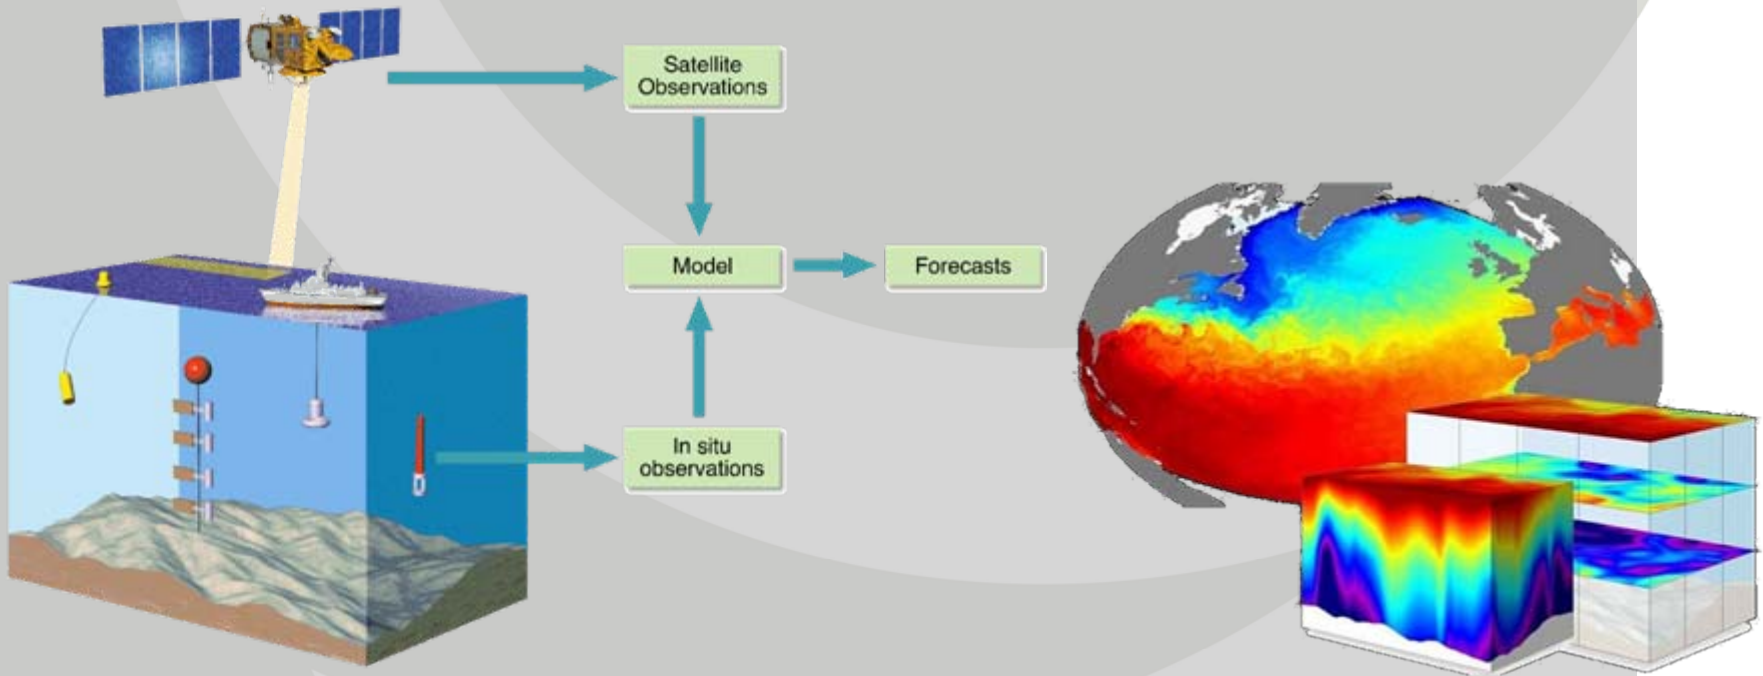 Satellite
Observations
Model
Forecasts
In situ
observations